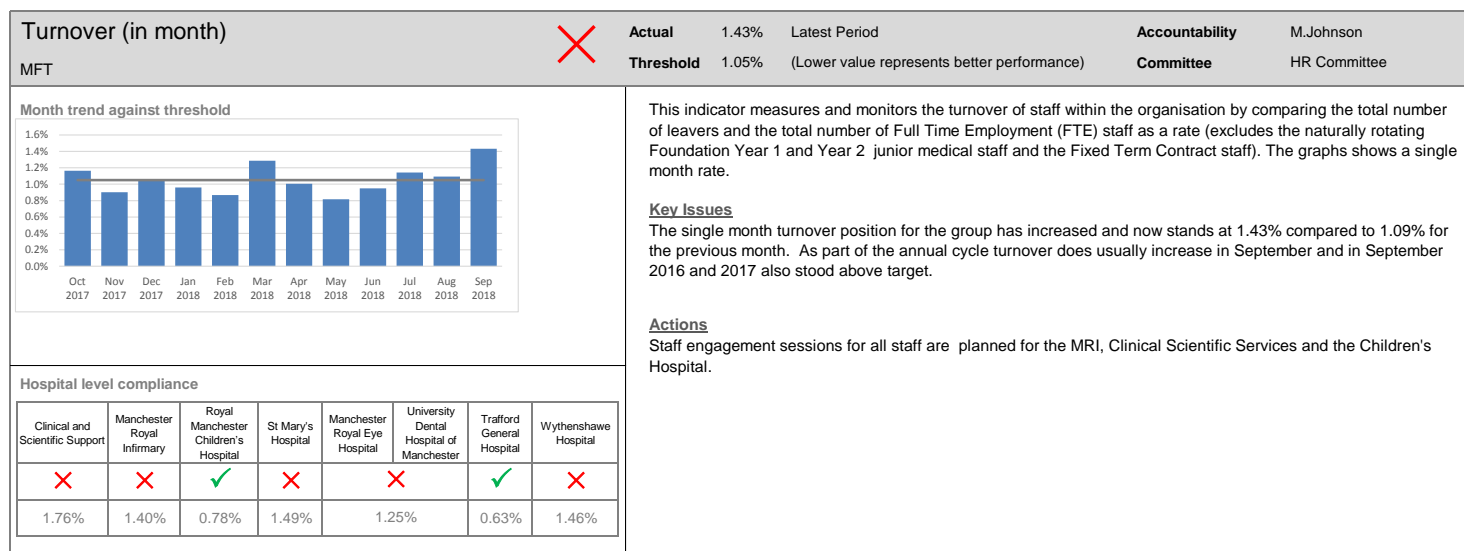 Turnover (in month)
MFT
Actual 1.43% Latest Period
Threshold 1.05% (Lower value represents better performance)
Accountability M.Johnson
Committee HR Committee
Month trend against threshold
1.6%
1.4%
1.2%
1.0%
0.8%
0.6%
0.4%
0.2%
0.0%
Oct Nov Dec Jan Feb Mar Apr May Jun Jul Aug Sep
2017 2017 2017 2018 2018 2018 2018 2018 2018 2018 2018 2018
This indicator measures and monitors the turnover of staff within the organisation by comparing the total number
of leavers and the total number of Full Time Employment (FTE) staff as a rate (excludes the naturally rotating
Foundation Year 1 and Year 2 junior medical staff and the Fixed Term Contract staff). The graphs shows a single
month rate.
Key Issues
The single month turnover position for the group has increased and now stands at 1.43% compared to 1.09% for
the previous month. As part of the annual cycle turnover does usually increase in September and in September
2016 and 2017 also stood above target.
Actions
Staff engagement sessions for all staff are planned for the MRI, Clinical Scientific Services and the Children's
Hospital.
Hospital level compliance
Clinical and
Scientific Support
Manchester
Royal
Infirmary
Royal
Manchester
Children's
Hospital
St Mary's
Hospital
Manchester
Royal Eye
Hospital
University
Dental
Hospital of
Manchester
Trafford
General
Hospital
Wythenshawe
Hospital
1.76% 1.40% 0.78% 1.49% 1.25% 0.63% 1.46%